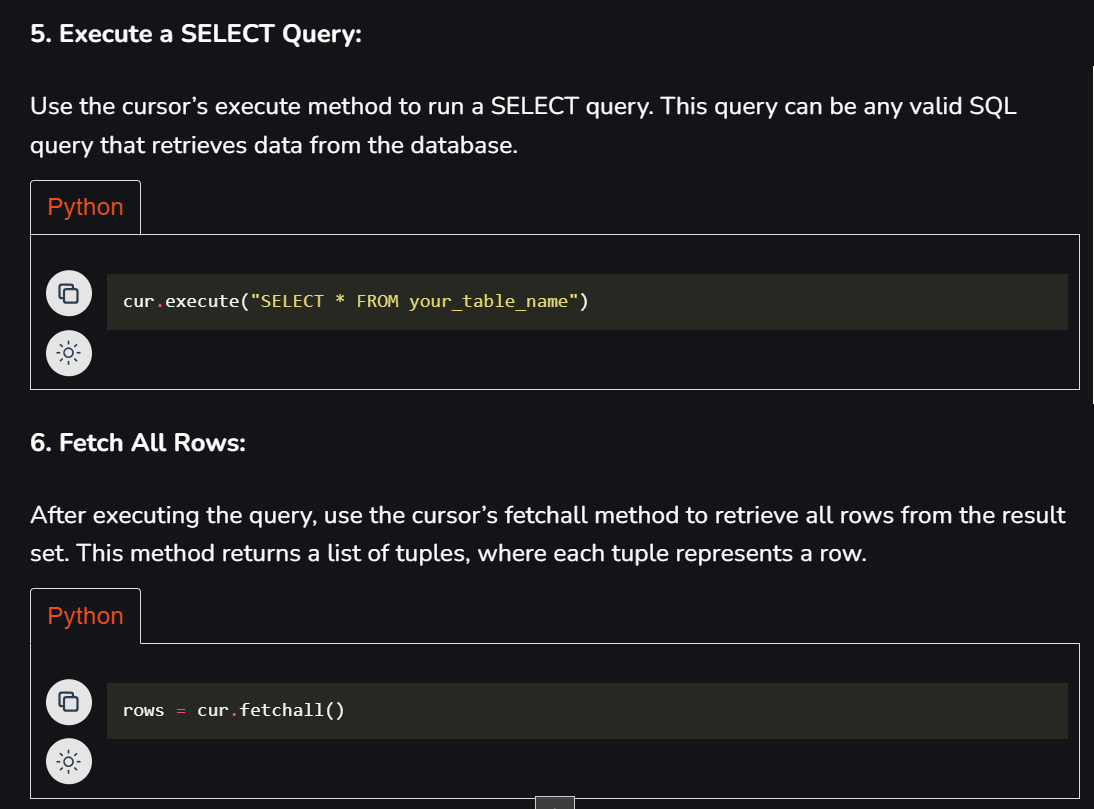 5. Execute a SELECT Query:
Use the cursor’s execute method to run a SELECT query. This query can be any valid SQL
query that retrieves data from the database.
Python
cur.execute("SELECT * FROM your_table_name")
6. Fetch All Rows:
After executing the query, use the cursor’s fetchall method to retrieve all rows from the result
set. This method returns a list of tuples, where each tuple represents a row.
Python
rows = cur.fetchall()